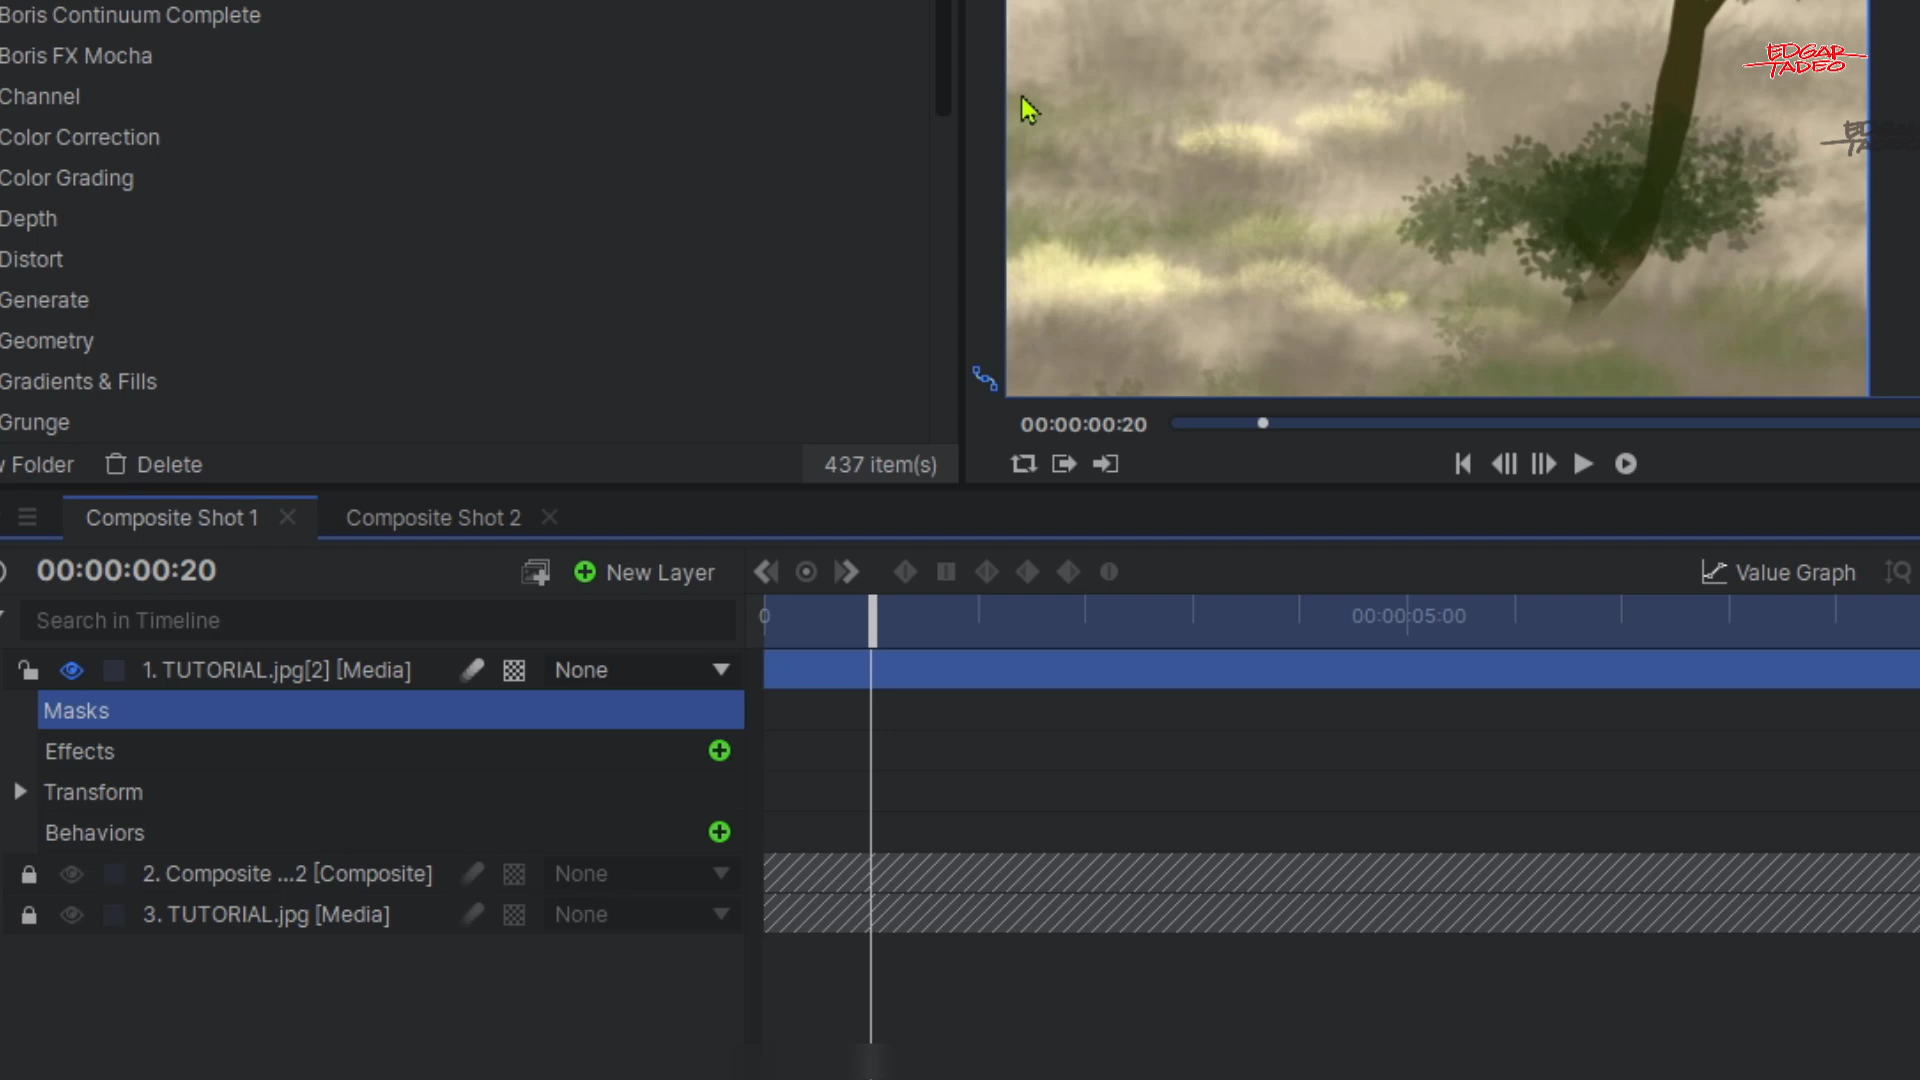 Boris Continuum Complete
Boris FX Mocha
Channel
Color Correction
Color Grading
Depth
Distort
Generate
Geometry
Gradients & Fills
Grunge
Folder
Delete
437 item(s)
EDGAR
TADEO
00:00:00:20
Composite Shot 1
Composite Shot 2
00:00:00:20
New Layer
Value Graph
Search in Timeline
0
00:00:05:00
1. TUTORIAL.jpg[2] [Media]
None
Masks
Effects
Transform
Behaviors
2. Composite ...2 [Composite]
None
3. TUTORIAL.jpg [Media]
None